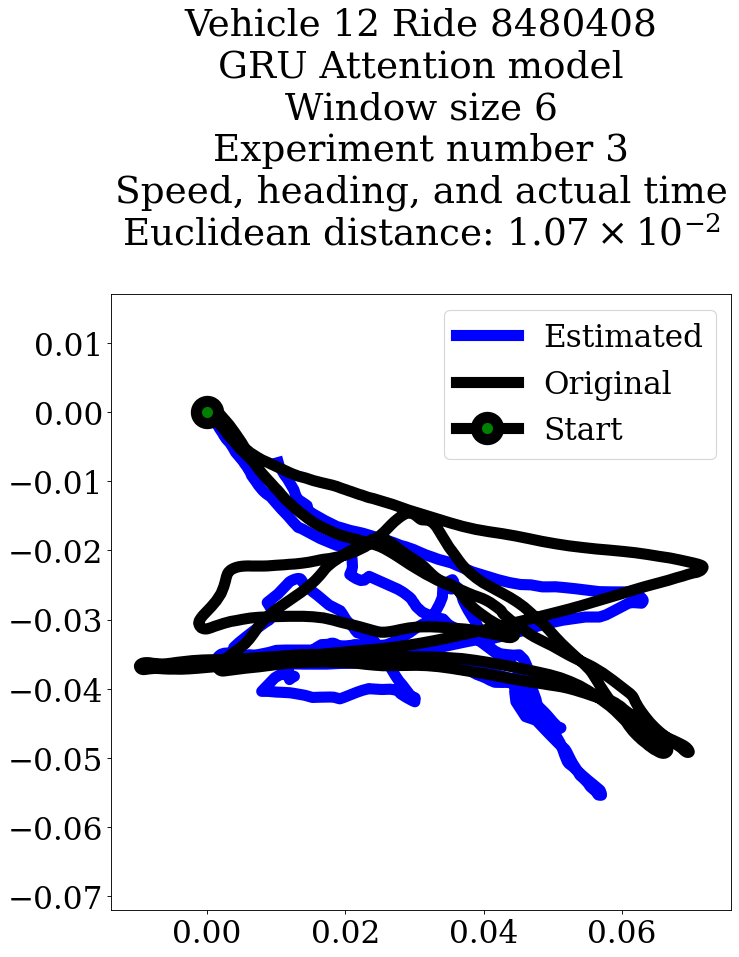 Vehicle 12 Ride 8480408
GRU Attention model
Window size 6
Experiment number 3
Speed, heading, and actual time
Euclidean distance: 1.07 × 10⁻²
Estimated
Original
Start
0.01
0.00
−0.01
−0.02
−0.03
−0.04
−0.05
−0.06
−0.07
0.00 0.02 0.04 0.06